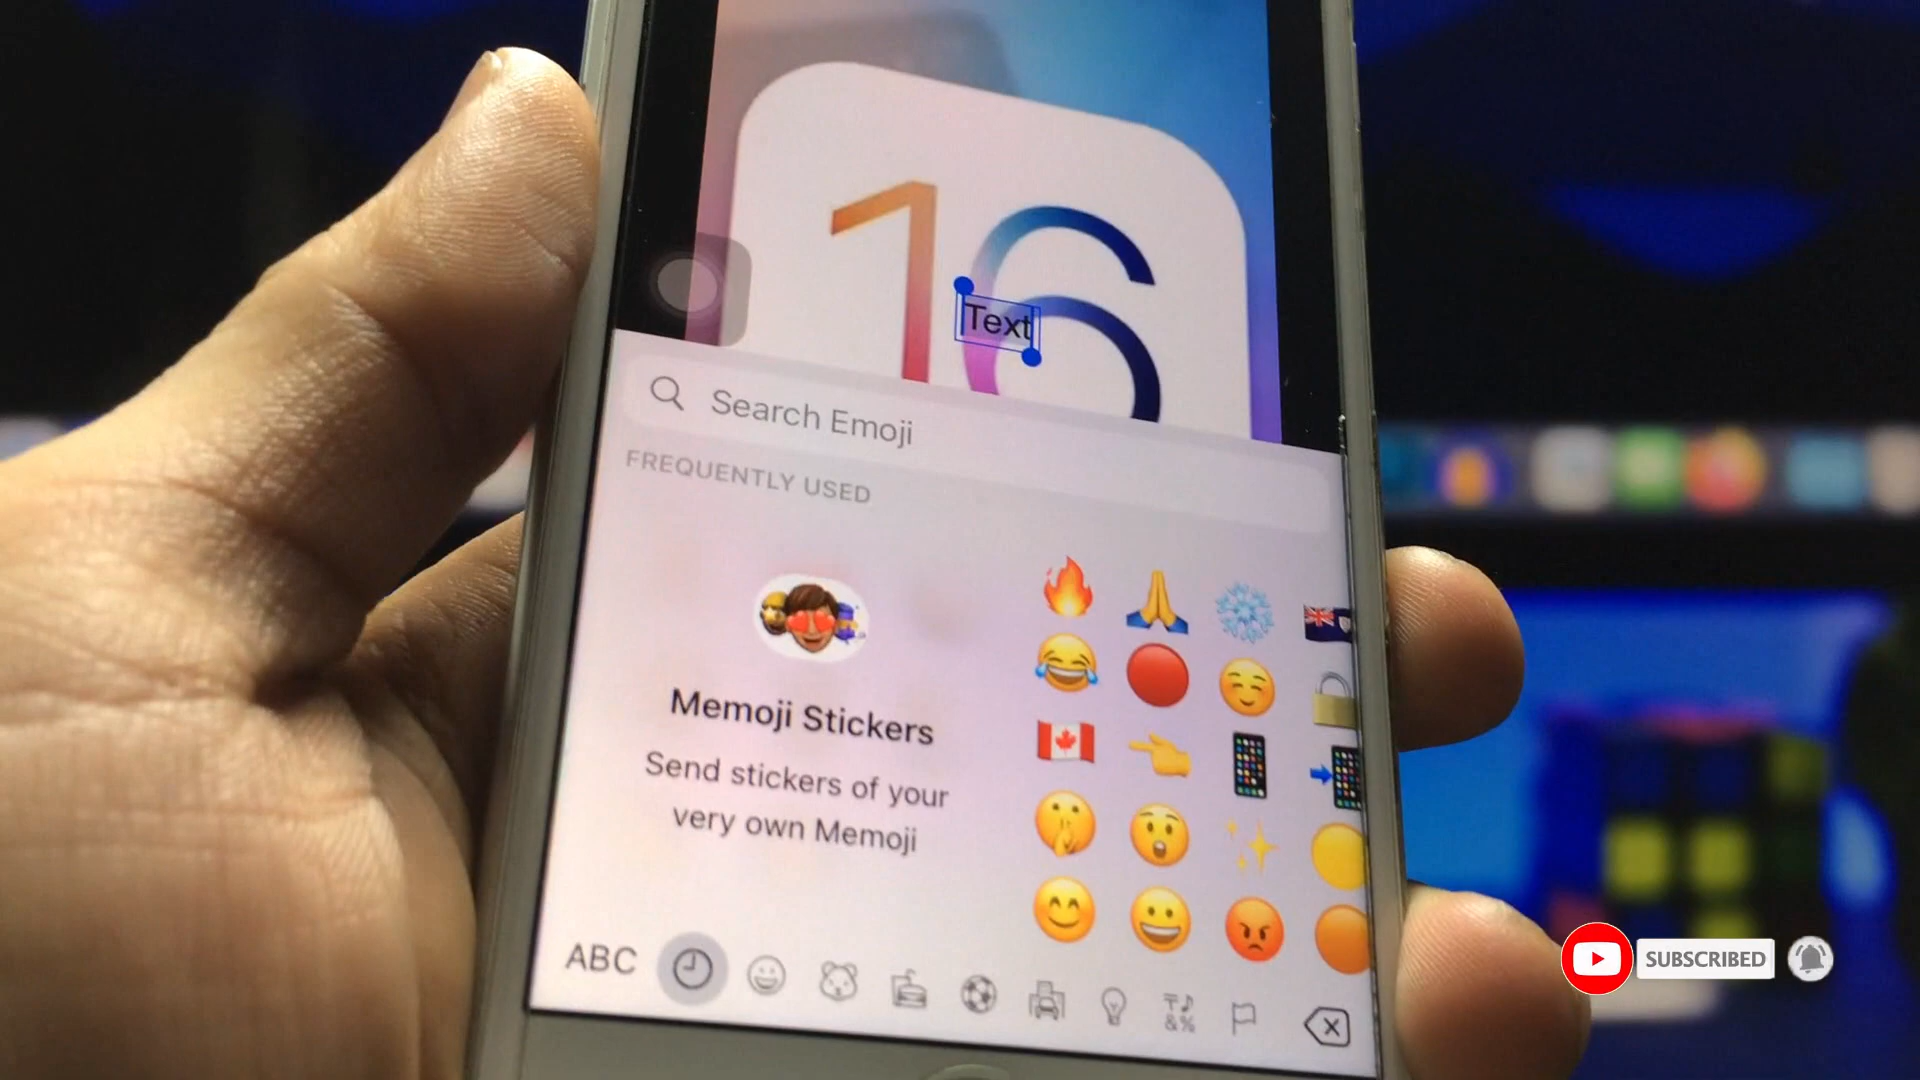 16
Text
Search Emoji
FREQUENTLY USED
Memoji Stickers
Send stickers of your
very own Memoji
ABC
&%
SUBSCRIBED